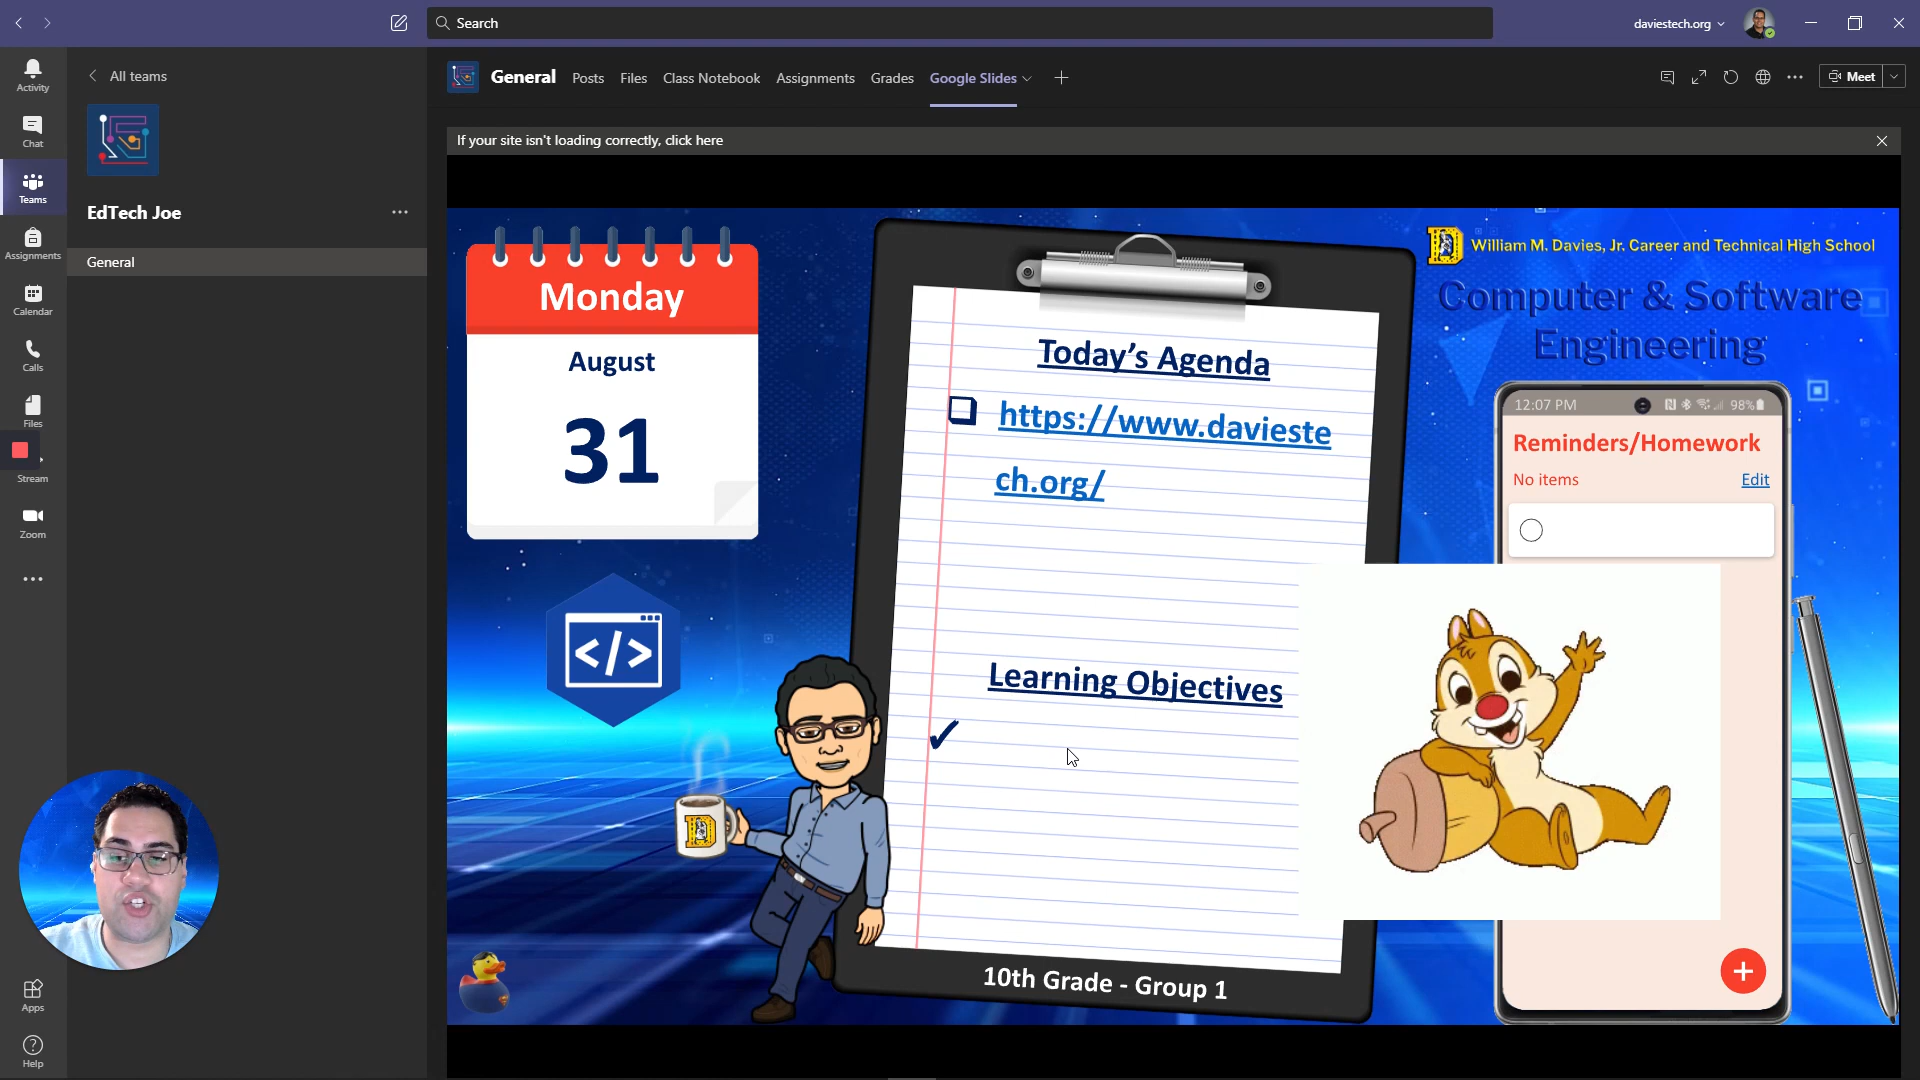 Search
daviestech.org
Activity
Chat
Teams
Assignments
Calendar
Calls
Files
Stream
Zoom
Apps
Help
All teams
EdTech Joe
General
General
Posts
Files
Class Notebook
Assignments
Grades
Google Slides
Meet
If your site isn't loading correctly, click here
Monday
August
31
</>
D
Today's Agenda
https://www.davieste
ch.org/
Learning Objectives
10th Grade - Group 1
D
William M. Davies, Jr. Career and Technical High School
Computer & Software
Engineering
12:07 PM
98%
Reminders/Homework
No items
Edit